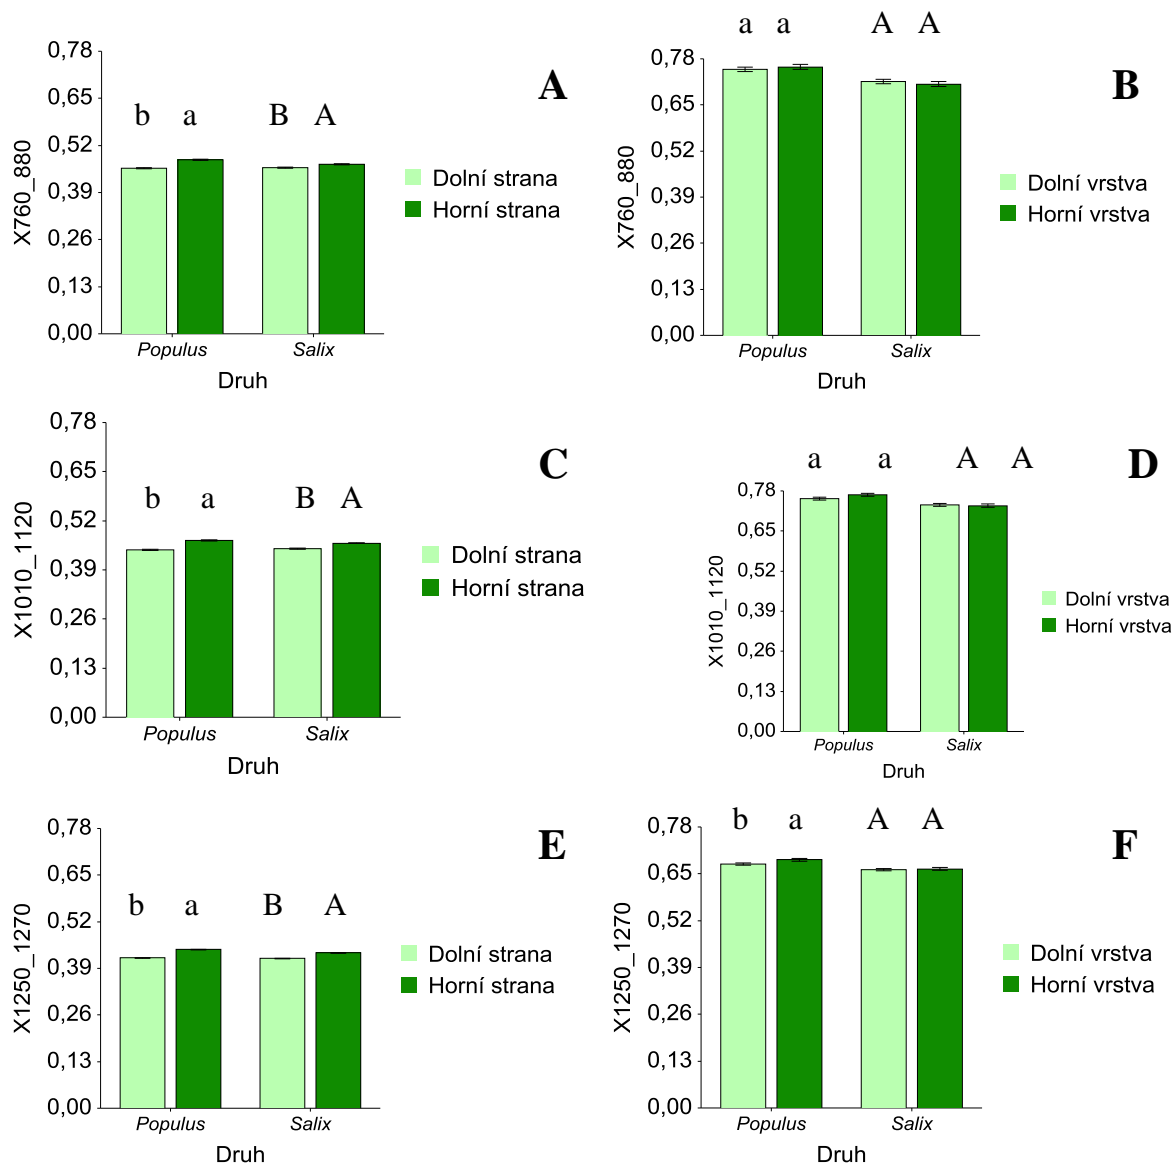 b a B A
A
0,78
0,65
0,52
0,39
0,26
0,13
0,00
X760_880
Populus Salix
Druh
Dolní strana
Horní strana
a a A A
B
0,78
0,65
0,52
0,39
0,26
0,13
0,00
X760_880
Populus Salix
Druh
Dolní vrstva
Horní vrstva
b a B A
C
0,78
0,65
0,52
0,39
0,26
0,13
0,00
X1010_1120
Populus Salix
Druh
Dolní strana
Horní strana
a a A A
D
0,78
0,65
0,52
0,39
0,26
0,13
0,00
X1010_1120
Populus Salix
Druh
Dolní vrstva
Horní vrstva
b a B A
E
0,78
0,65
0,52
0,39
0,26
0,13
0,00
X1250_1270
Populus Salix
Druh
Dolní strana
Horní strana
b a A A
F
0,78
0,65
0,52
0,39
0,26
0,13
0,00
X1250_1270
Populus Salix
Druh
Dolní vrstva
Horní vrstva